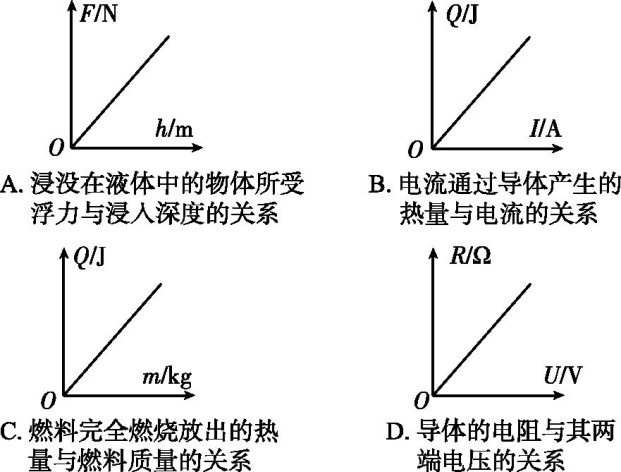 F/N
h/m
O
A. 浸没在液体中的物体所受
浮力与浸入深度的关系
Q/J
I/A
O
B. 电流通过导体产生的
热量与电流的关系
Q/J
m/kg
O
C. 燃料完全燃烧放出的热
量与燃料质量的关系
R/Ω
U/V
O
D. 导体的电阻与其两
端电压的关系